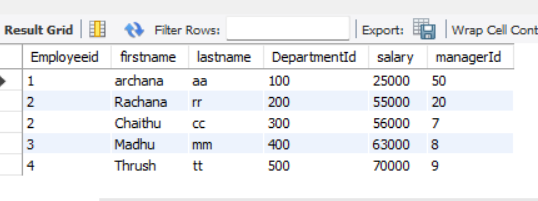 Result Grid Filter Rows: Export: Wrap Cell Cont
Employeeid firstname lastname DepartmentId salary managerId
1 archana aa 100 25000 50
2 Rachana rr 200 55000 20
2 Chaithu cc 300 56000 7
3 Madhu mm 400 63000 8
4 Thrush tt 500 70000 9